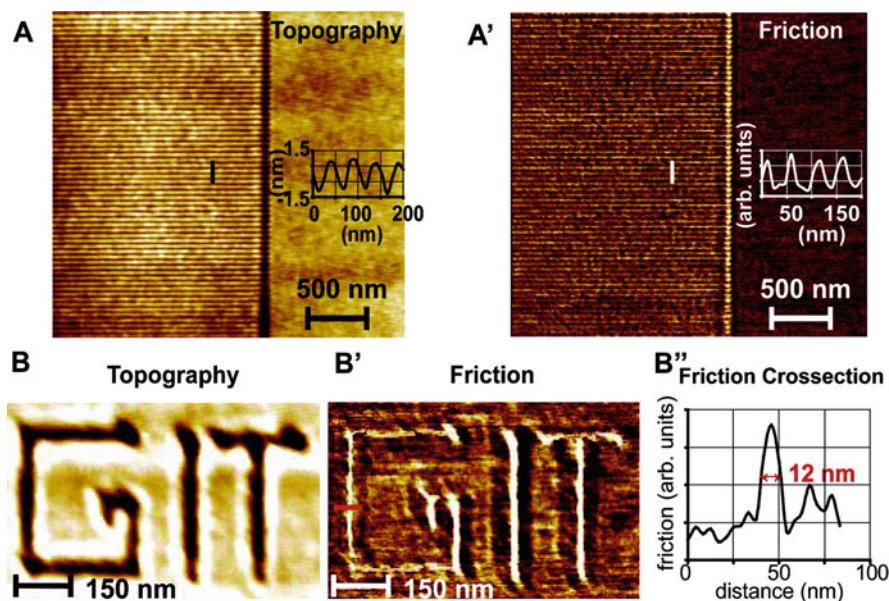 A
Topography
1.5
(nm)
-1.5
0 100 200
(nm)
500 nm
A'
Friction
(arb. units)
50 150
(nm)
500 nm
B
Topography
GIT
150 nm
B'
Friction
GIT
150 nm
B''
Friction Crossection
friction (arb. units)
12 nm
0 50 100
distance (nm)